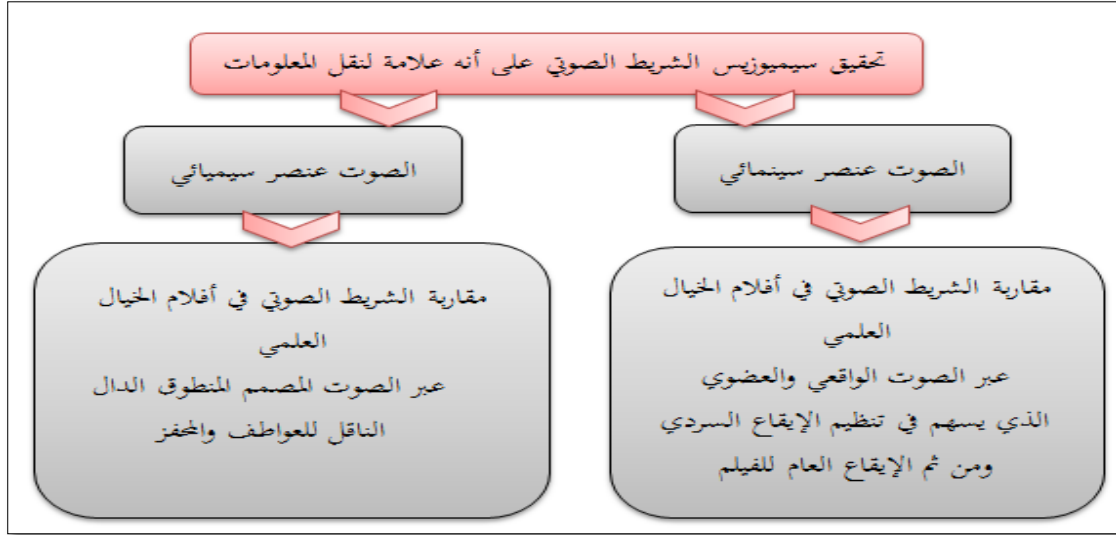 تحقيق سيميوزيس الشريط الصوتي على أنه علامة لنقل المعلومات
الصوت عنصر سينمائي
الصوت عنصر سيميائي
مقاربة الشريط الصوتي في أفلام الخيال
العلمي
عبر الصوت الواقعي والعضوي
الذي يسهم في تنظيم الإيقاع السردي
ومن ثم الإيقاع العام للفيلم
مقاربة الشريط الصوتي في أفلام الخيال
العلمي
عبر الصوت المصمم المنطوق الدال
الناقل للعواطف والمحفز